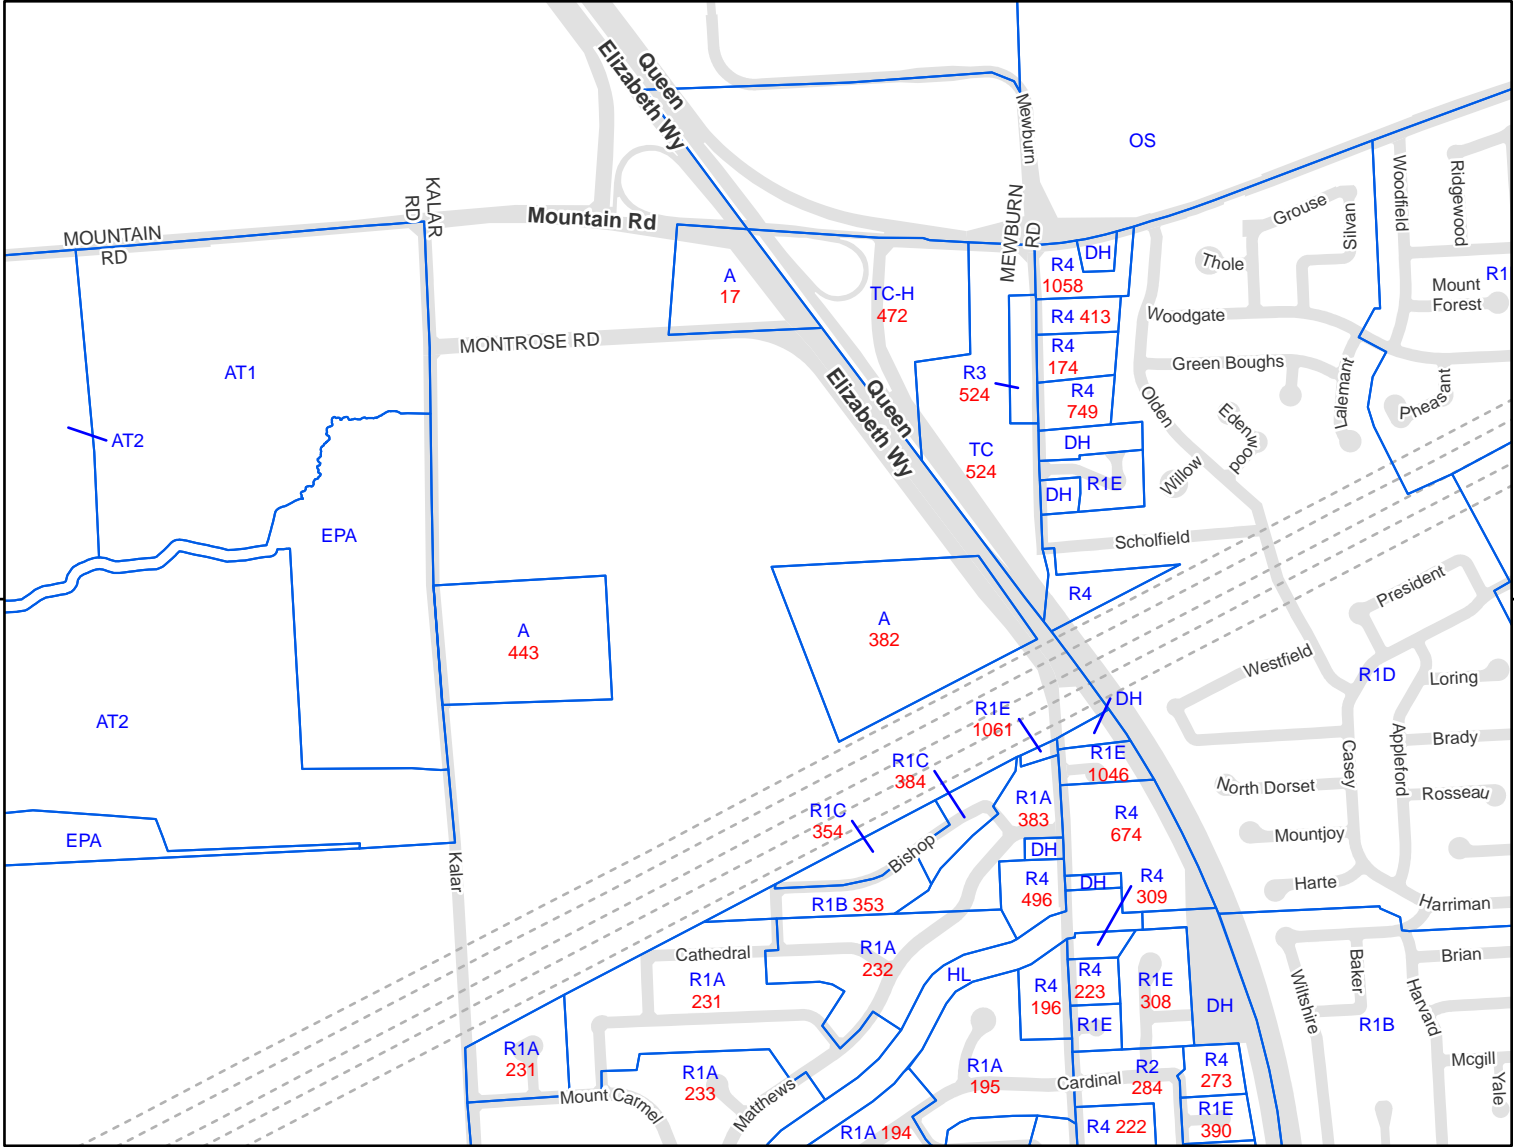 Queen
Elizabeth Wy
Mewburn
OS
KALAR
RD
Mountain Rd
MOUNTAIN
RD
MEWBURN
RD
Woodfield
Ridgewood
Grouse
Silvan
Thole
DH
R4
1058
A
17
TC-H
472
Mount
Forest
R1
R4 413
Woodgate
MONTROSE RD
R4
174
Green Boughs
AT1
R3
524
R4
749
Olden
Lalemant
Pheasant
Queen
Elizabeth Wy
Edenwood
AT2
DH
TC
524
Willow
DH
R1E
EPA
Scholfield
R4
President
A
443
A
382
Westfield
R1D
Loring
AT2
DH
R1E
1061
Appleford
Brady
Casey
R1E
1046
R1C
384
North Dorset
Rosseau
R1A
383
R1C
354
R4
674
Mountjoy
EPA
Bishop
DH
Kalar
R4
496
DH
R4
309
Harte
R1B 353
Harriman
Cathedral
R1A
232
Brian
Baker
R1A
231
HL
R4
196
R4
223
R1E
308
DH
Wiltshire
Harvard
R1E
R1B
R1A
231
R1A
233
R1A
195
Cardinal
R2
284
R4
273
Mcgill
Yale
Mount Carmel
Matthews
R1A 194
R4 222
R1E
390